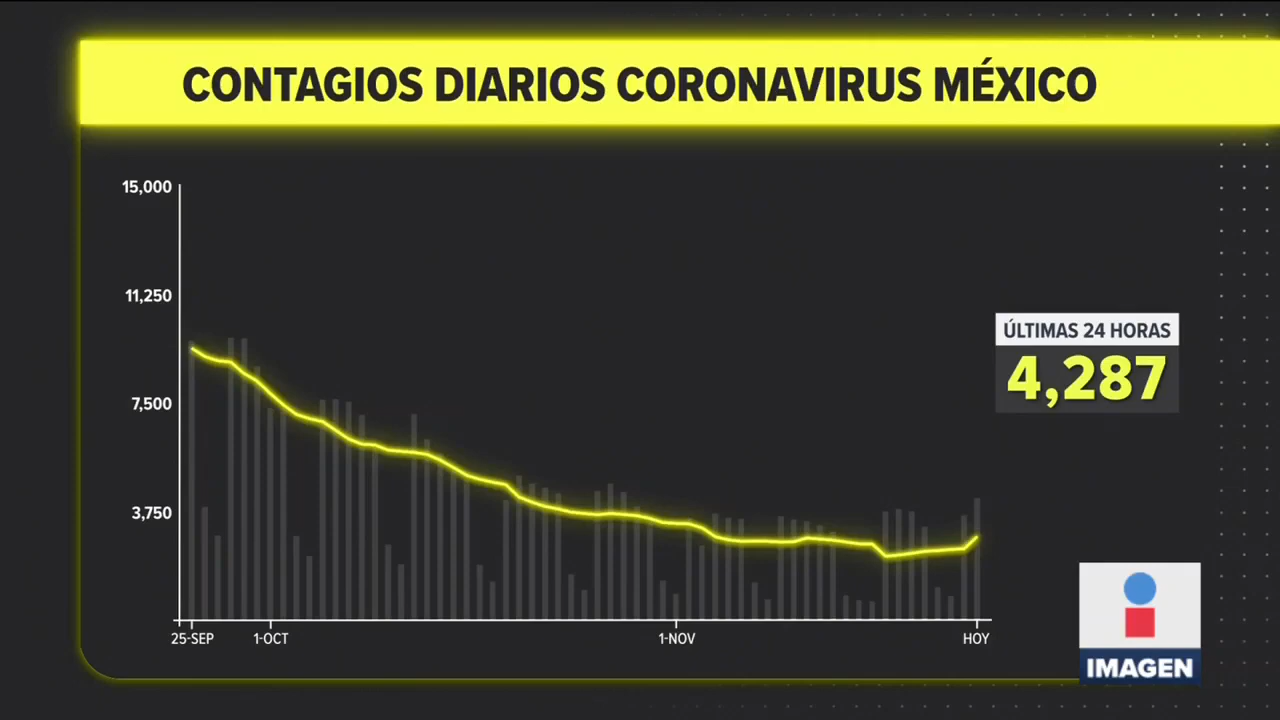 CONTAGIOS DIARIOS CORONAVIRUS MÉXICO
15,000
11,250
7,500
3,750
25-SEP
1-OCT
1-NOV
HOY
ÚLTIMAS 24 HORAS
4,287
IMAGEN